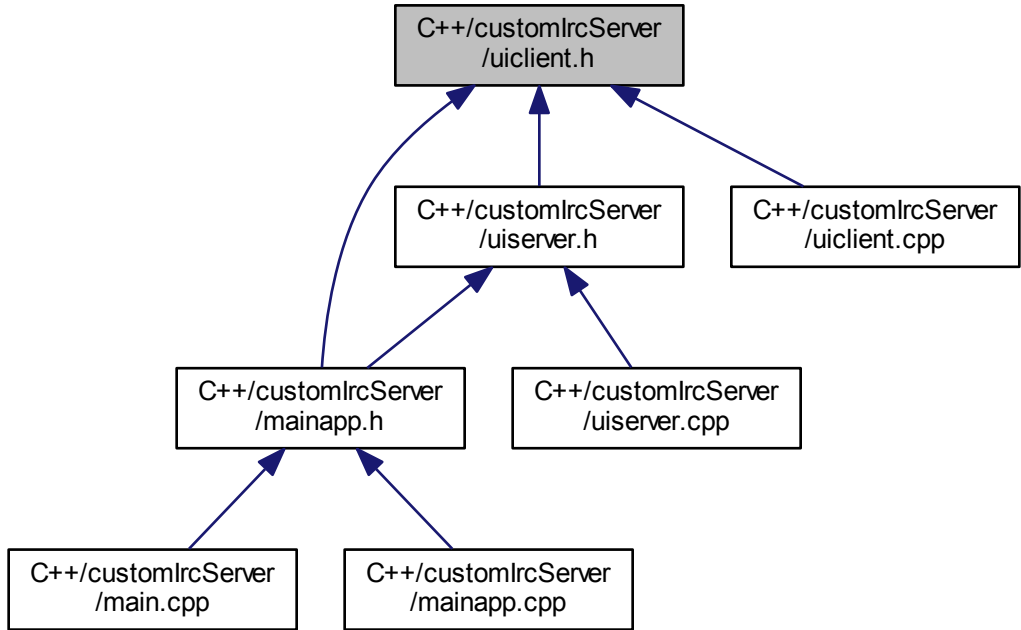 C++/customIrcServer
/uiclient.h
C++/customIrcServer
/uiserver.h
C++/customIrcServer
/uiclient.cpp
C++/customIrcServer
/mainapp.h
C++/customIrcServer
/uiserver.cpp
C++/customIrcServer
/main.cpp
C++/customIrcServer
/mainapp.cpp